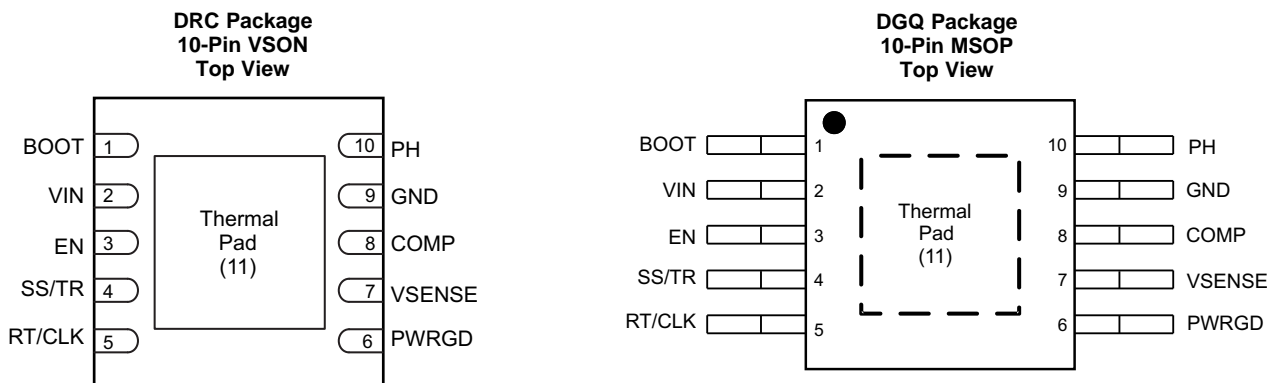 DRC Package
10-Pin VSON
Top View
BOOT 1
VIN 2
EN 3
SS/TR 4
RT/CLK 5
Thermal
Pad
(11)
10 PH
9 GND
8 COMP
7 VSENSE
6 PWRGD
DGQ Package
10-Pin MSOP
Top View
BOOT 1
VIN 2
EN 3
SS/TR 4
RT/CLK 5
Thermal
Pad
(11)
10 PH
9 GND
8 COMP
7 VSENSE
6 PWRGD